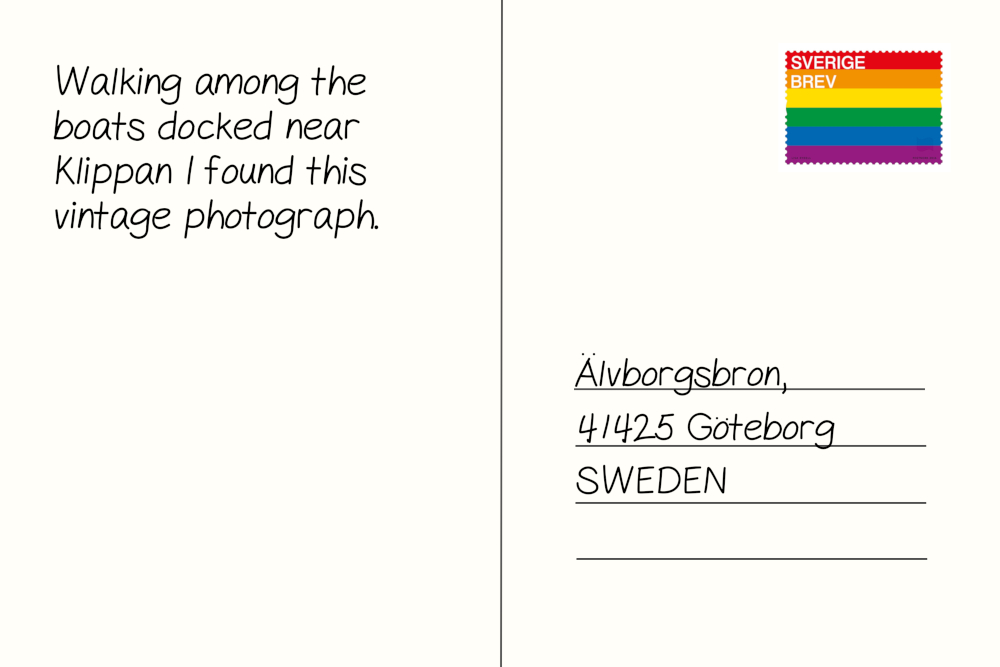 Walking among the
boats docked near
Klippan I found this
vintage photograph.
SVERIGE
BREV
Älvborgsbron,
41425 Göteborg
SWEDEN